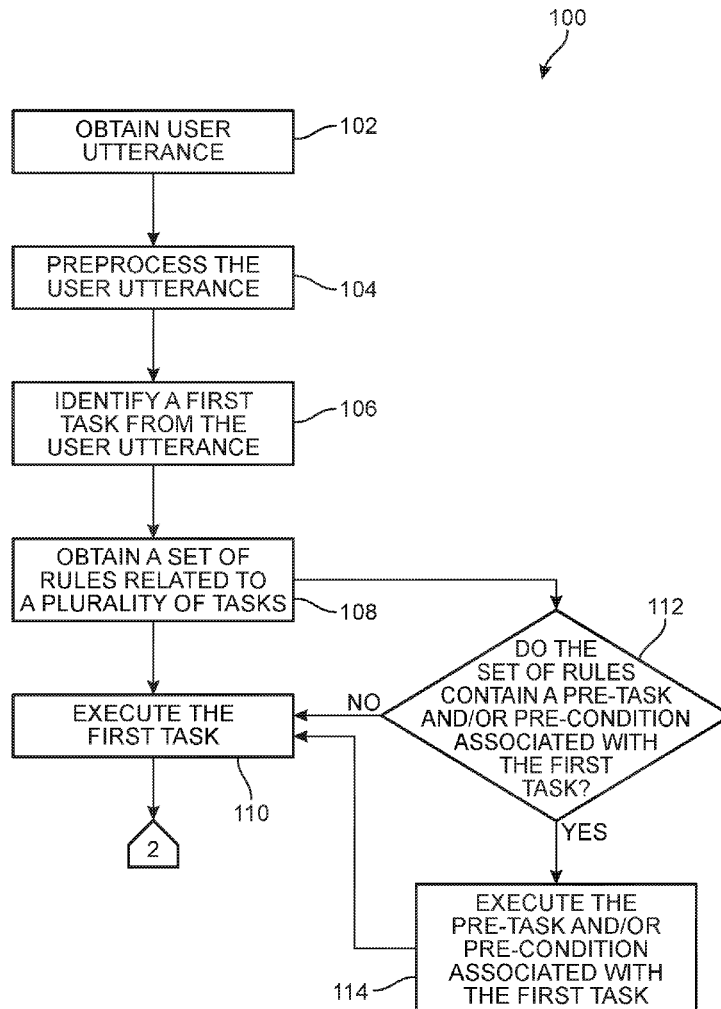 100
OBTAIN USER
UTTERANCE
102
PREPROCESS THE
USER UTTERANCE
104
IDENTIFY A FIRST
TASK FROM THE
USER UTTERANCE
106
OBTAIN A SET OF
RULES RELATED TO
A PLURALITY OF TASKS
108
112
DO THE
SET OF RULES
CONTAIN A PRE-TASK
AND/OR PRE-CONDITION
ASSOCIATED WITH
THE FIRST
TASK?
NO
EXECUTE THE
FIRST TASK
110
YES
2
EXECUTE THE
PRE-TASK AND/OR
PRE-CONDITION
ASSOCIATED WITH
THE FIRST TASK
114